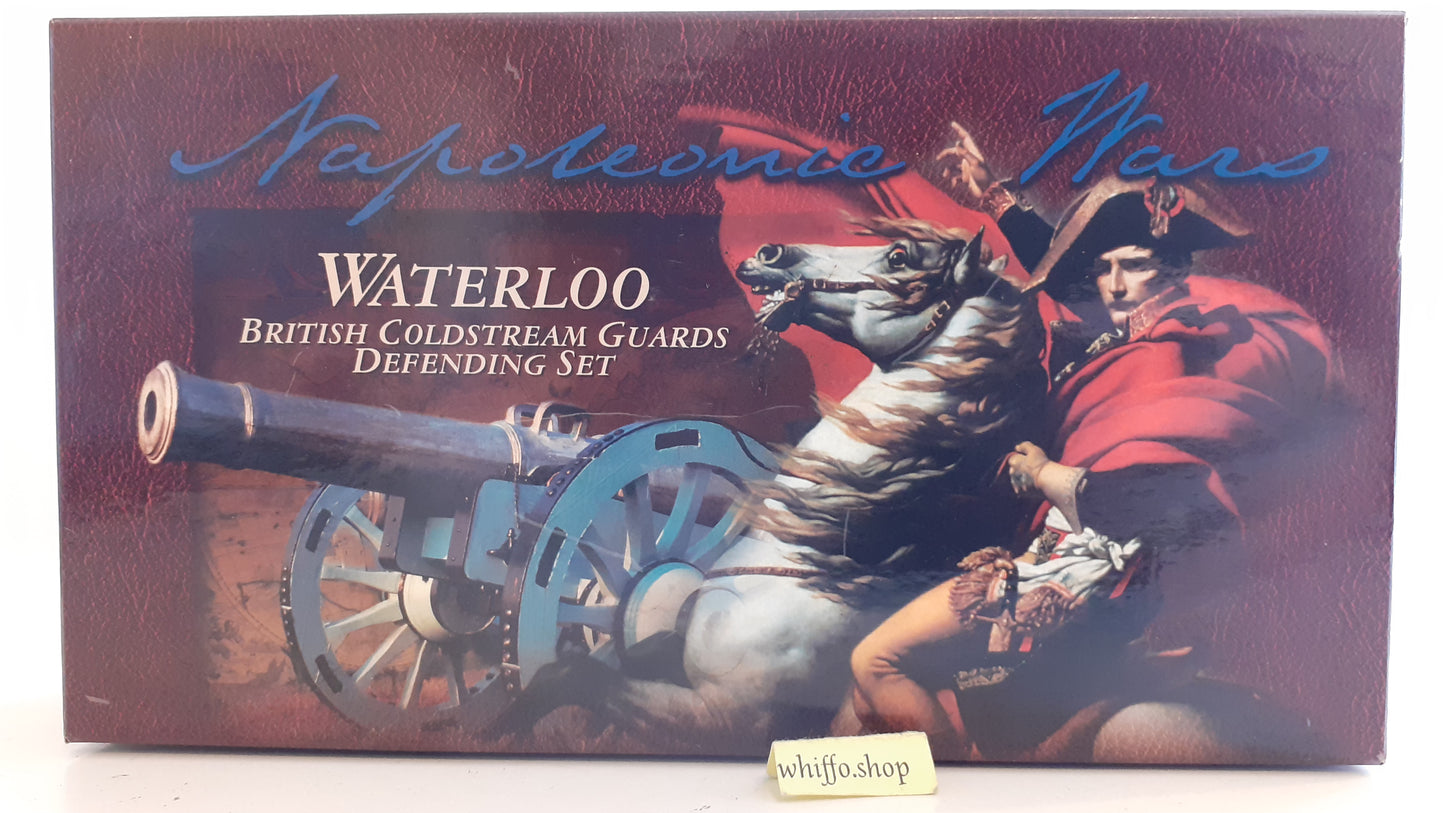 Napoleonic Wars
WATERLOO
BRITISH COLDSTREAM GUARDS
DEFENDING SET
whiffo.shop